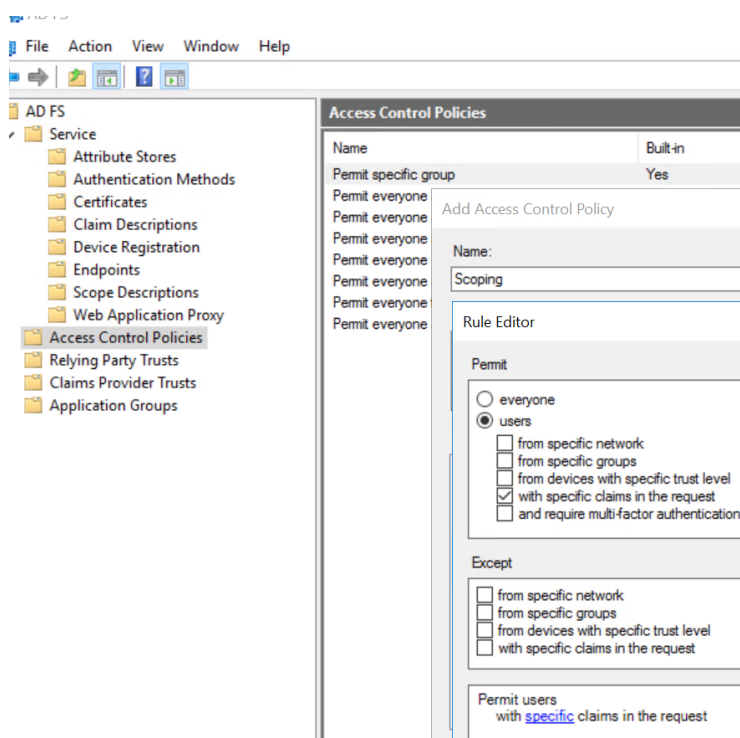 File Action View Window Help
AD FS
Service
Attribute Stores
Authentication Methods
Certificates
Claim Descriptions
Device Registration
Endpoints
Scope Descriptions
Web Application Proxy
Access Control Policies
Relying Party Trusts
Claims Provider Trusts
Application Groups
Access Control Policies
Name Built-in
Permit specific group Yes
Permit everyone
Permit everyone
Permit everyone
Permit everyone
Permit everyone
Permit everyone
Permit everyone
Add Access Control Policy
Name:
Scoping
Rule Editor
Permit
everyone
users
from specific network
from specific groups
from devices with specific trust level
with specific claims in the request
and require multi-factor authentication
Except
from specific network
from specific groups
from devices with specific trust level
with specific claims in the request
Permit users
with specific claims in the request